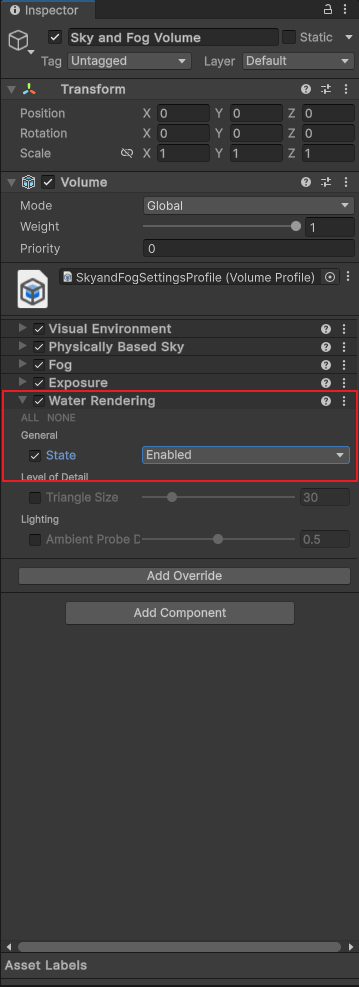 Inspector
Sky and Fog Volume Static
Tag Untagged Layer Default
Transform
Position X 0 Y 0 Z 0
Rotation X 0 Y 0 Z 0
Scale X 1 Y 1 Z 1
Volume
Mode Global
Weight 1
Priority 0
SkyandFogSettingsProfile (Volume Profile)
Visual Environment
Physically Based Sky
Fog
Exposure
Water Rendering
ALL NONE
General
State Enabled
Level of Detail
Triangle Size 30
Lighting
Ambient Probe D 0.5
Add Override
Add Component
Asset Labels